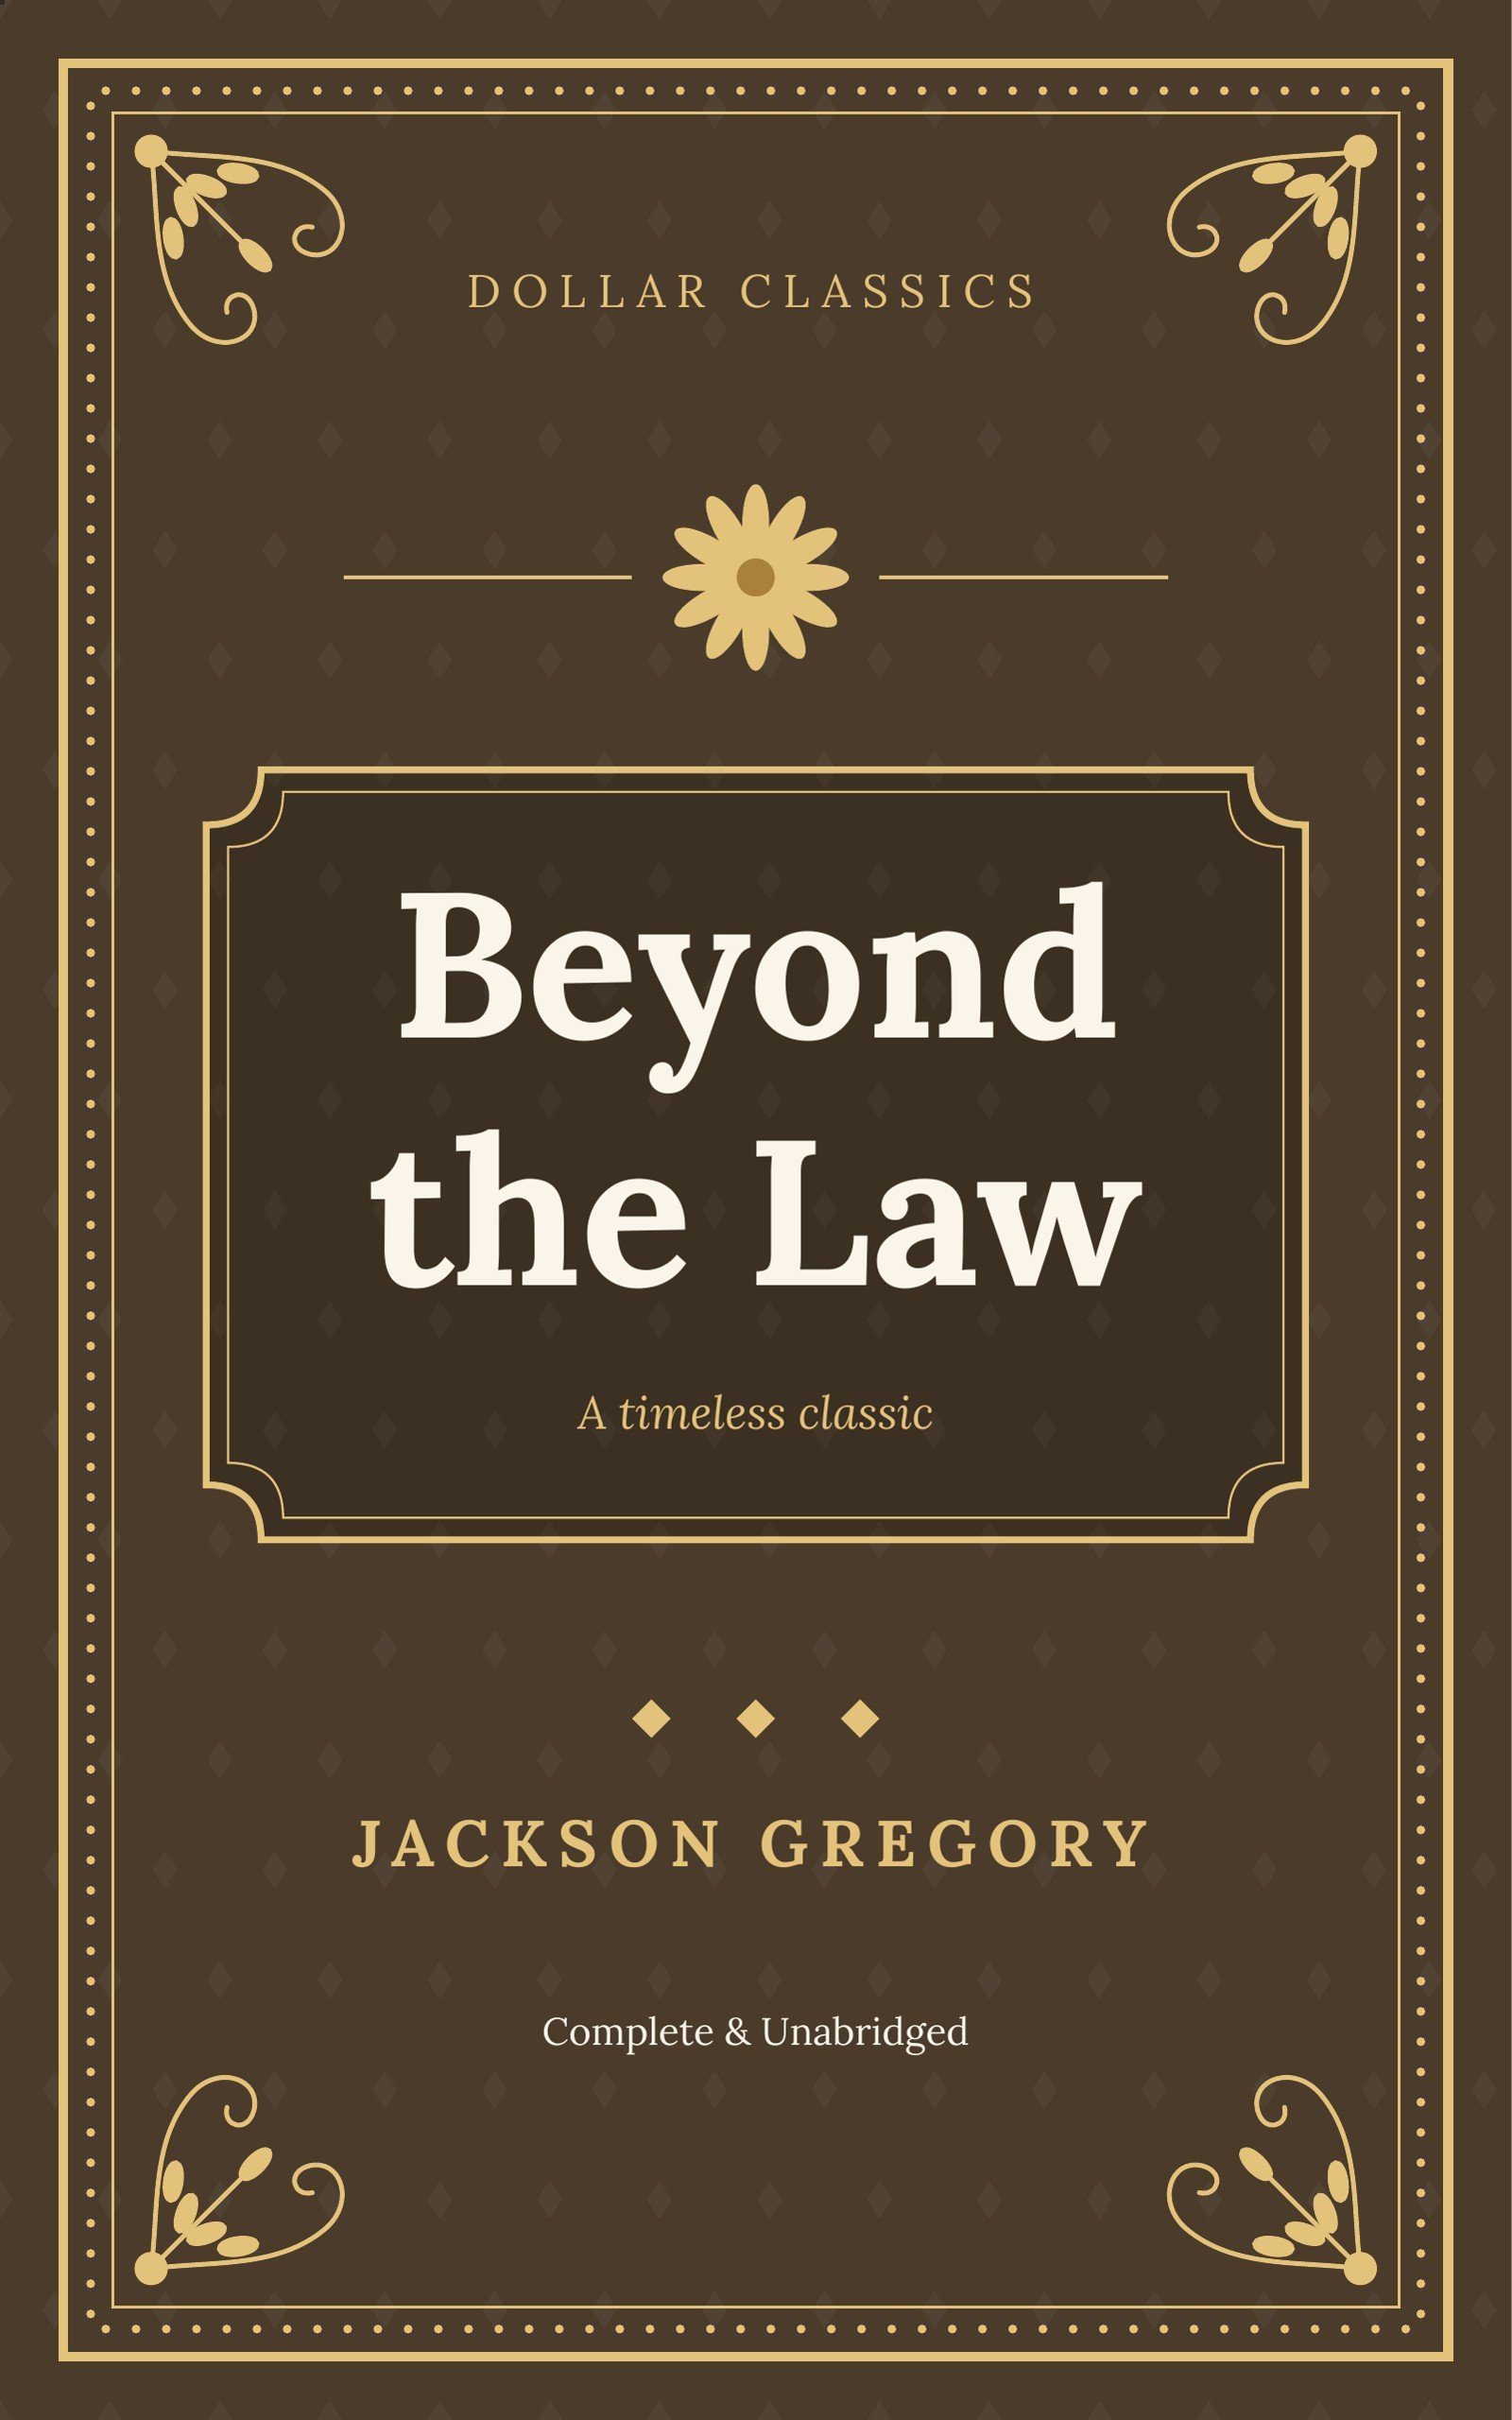 DOLLAR CLASSICS
Beyond
the Law
A timeless classic
JACKSON GREGORY
Complete & Unabridged